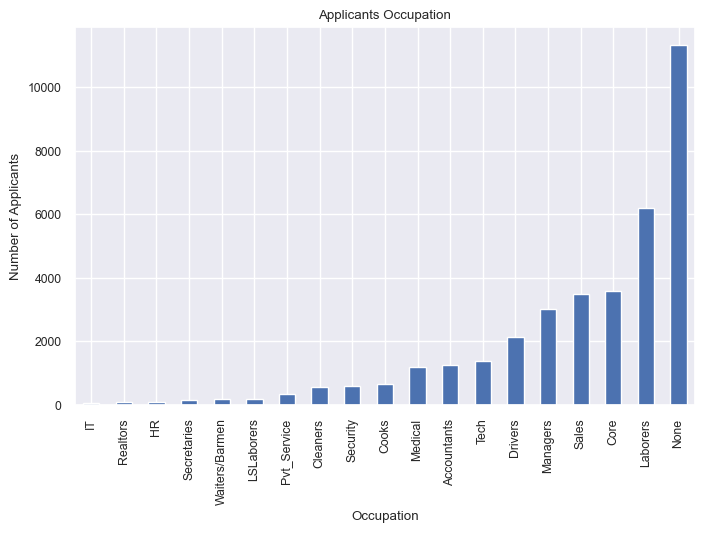 Applicants Occupation
Number of Applicants
10000
8000
6000
4000
2000
0
IT
Realtors
HR
Secretaries
Waiters/Barmen
LSLaborers
Pvt_Service
Cleaners
Security
Cooks
Medical
Accountants
Tech
Drivers
Managers
Sales
Core
Laborers
None
Occupation